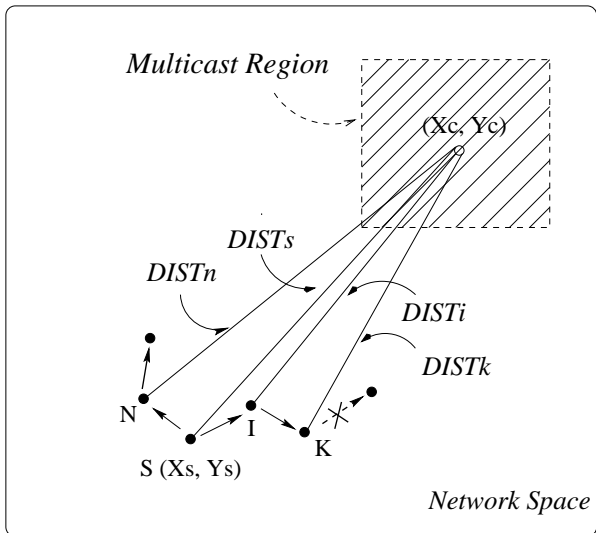 Multicast Region
(Xc, Yc)
DISTs
DISTn
DISTi
DISTk
N
I
K
S (Xs, Ys)
Network Space